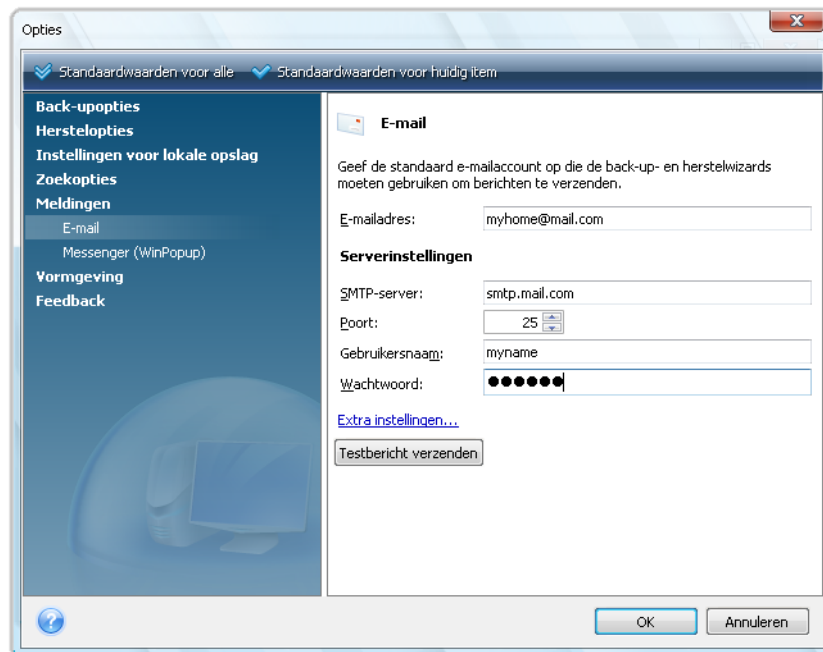 Opties
Standaardwaarden voor alle Standaardwaarden voor huidig item
Back-upopties
Herstelopties
Instellingen voor lokale opslag
Zoekopties
Meldingen
E-mail
Messenger (WinPopup)
Vormgeving
Feedback
E-mail
Geef de standaard e-mailaccount op die de back-up- en herstelwizards
moeten gebruiken om berichten te verzenden.
E-mailadres: myhome@mail.com
Serverinstellingen
SMTP-server: smtp.mail.com
Poort: 25
Gebruikersnaam: myname
Wachtwoord: ●●●●●●
Extra instellingen...
Testbericht verzenden
OK Annuleren